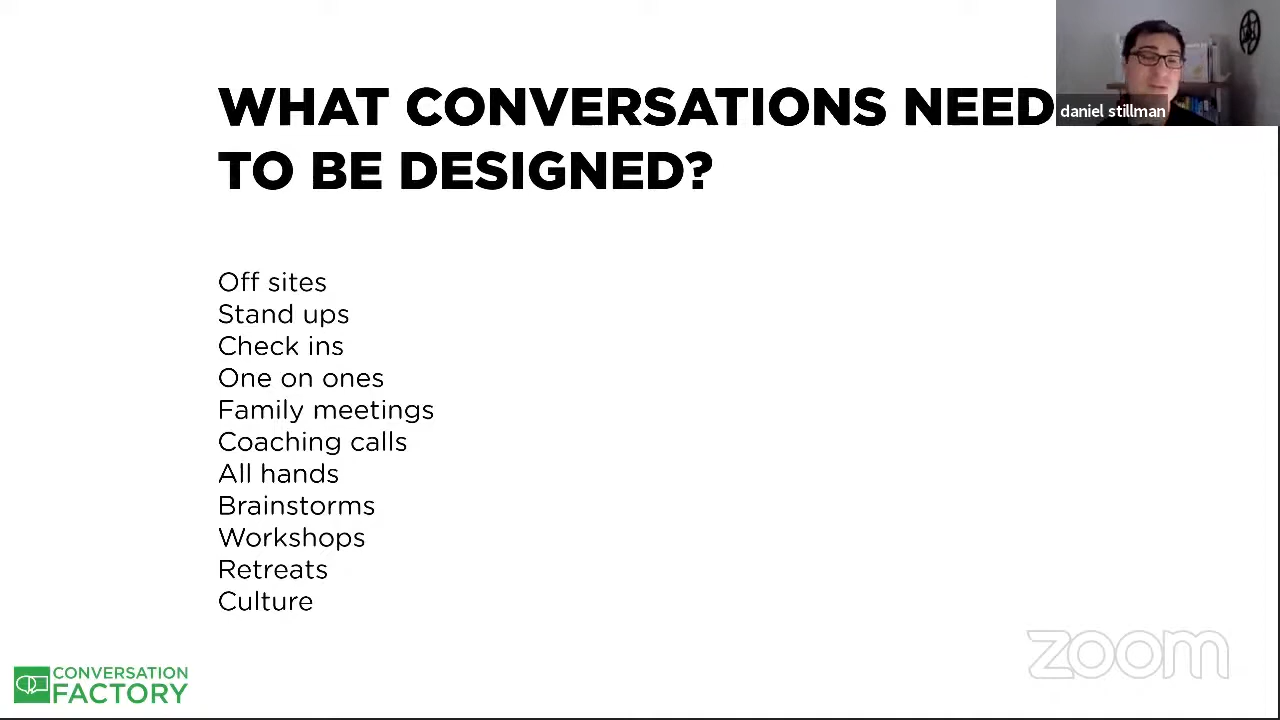 WHAT CONVERSATIONS NEED
TO BE DESIGNED?
daniel stillman
Off sites
Stand ups
Check ins
One on ones
Family meetings
Coaching calls
All hands
Brainstorms
Workshops
Retreats
Culture
CONVERSATION
FACTORY
zoom